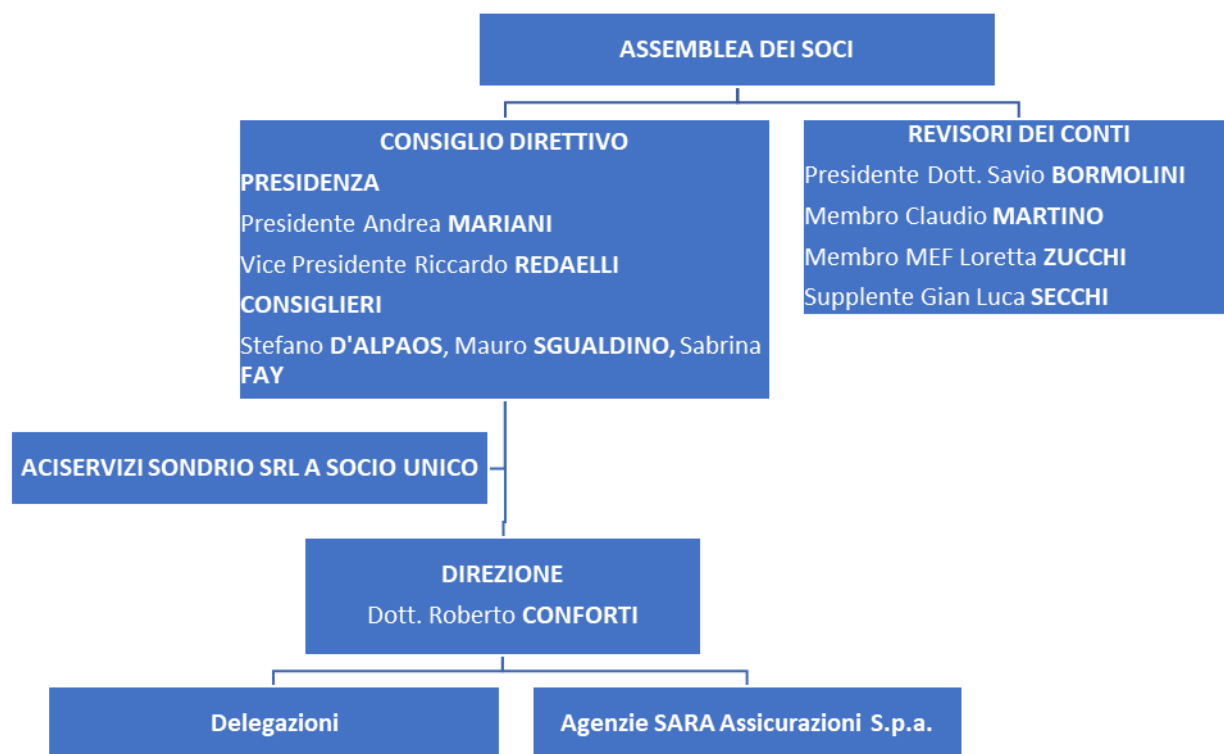 ASSEMBLEA DEI SOCI
CONSIGLIO DIRETTIVO
PRESIDENZA
Presidente Andrea MARIANI
Vice Presidente Riccardo REDAELLI
CONSIGLIERI
Stefano D'ALPAOS, Mauro SGUALDINO, Sabrina
FAY
REVISORI DEI CONTI
Presidente Dott. Savio BORMOLINI
Membro Claudio MARTINO
Membro MEF Loretta ZUCCHI
Supplente Gian Luca SECCHI
ACISERVIZI SONDRIO SRL A SOCIO UNICO
DIREZIONE
Dott. Roberto CONFORTI
Delegazioni
Agenzie SARA Assicurazioni S.p.a.